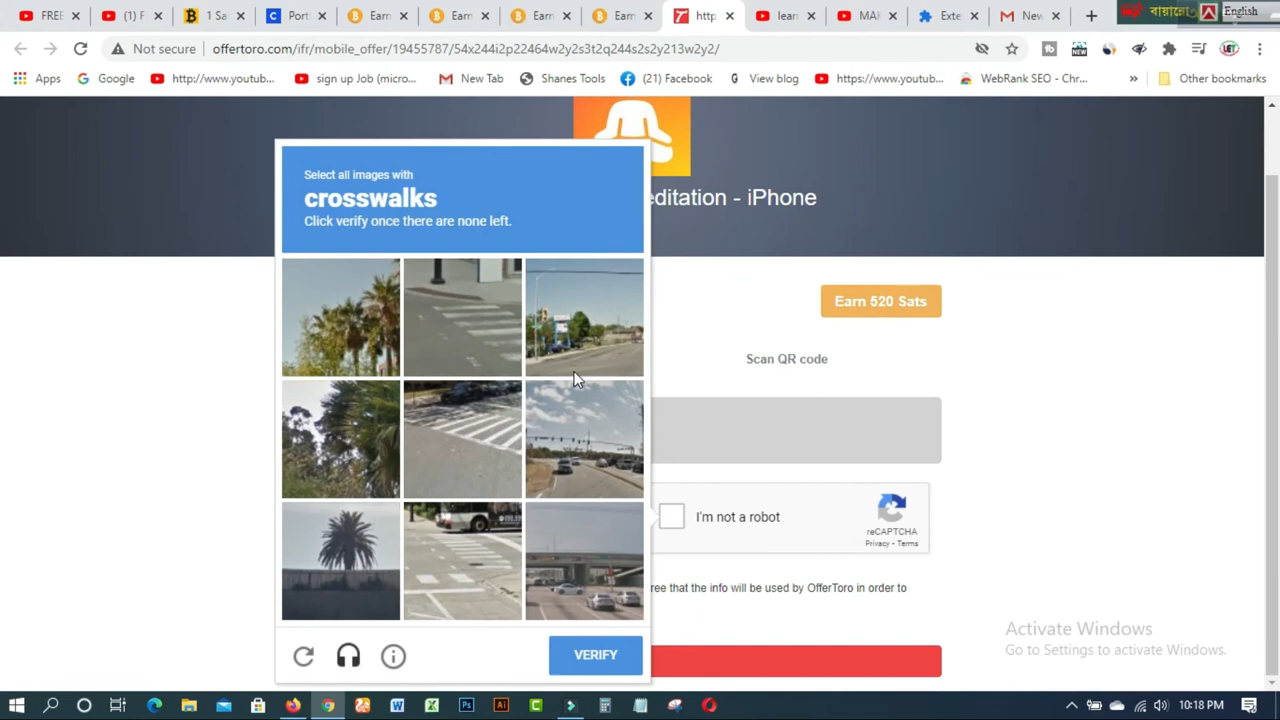 FREE
(1) F
1 Sa
Port
Earn
Earn
Earn
Earn
http
learn
MAK
Exte
New
বায়ান্নো
English
Not secure
offertoro.com/ifr/mobile_offer/19455787/54x244i2p22464w2y2s3t2q244s2s2y213w2y2/
Apps
Google
http://www.youtub...
sign up Job (micro...
New Tab
Shanes Tools
(21) Facebook
View blog
https://www.youtub...
WebRank SEO - Chr...
»
Other bookmarks
editation - iPhone
Select all images with
crosswalks
Click verify once there are none left.
Earn 520 Sats
Scan QR code
I'm not a robot
reCAPTCHA
Privacy - Terms
ree that the info will be used by OfferToro in order to
VERIFY
Activate Windows
Go to Settings to activate Windows.
10:18 PM